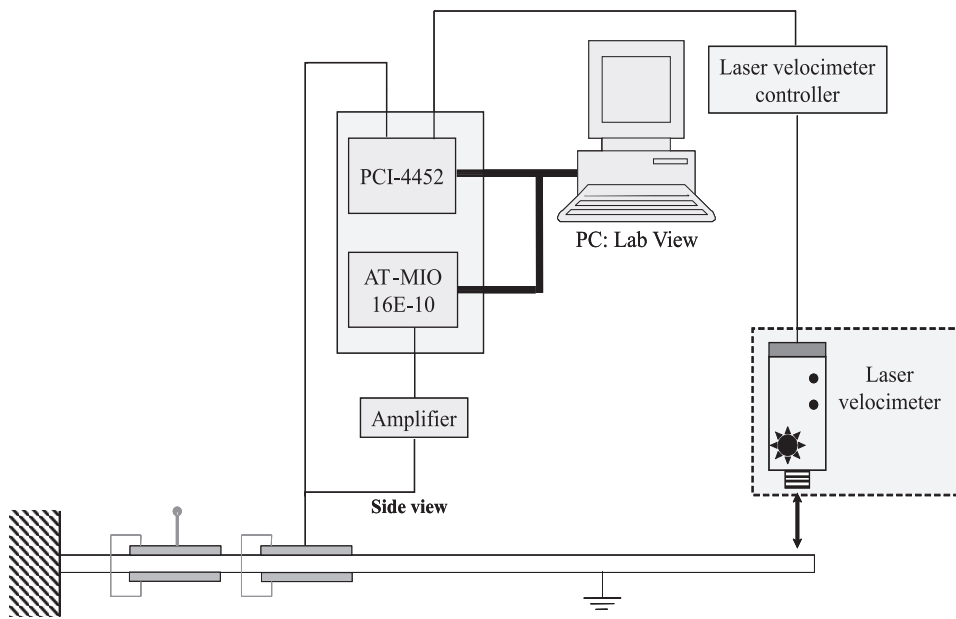 Laser velocimeter
controller
PCI-4452
PC: Lab View
AT-MIO
16E-10
Laser
velocimeter
Amplifier
Side view